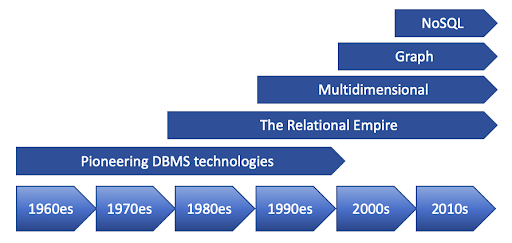 NoSQL
Graph
Multidimensional
The Relational Empire
Pioneering DBMS technologies
1960es 1970es 1980es 1990es 2000s 2010s